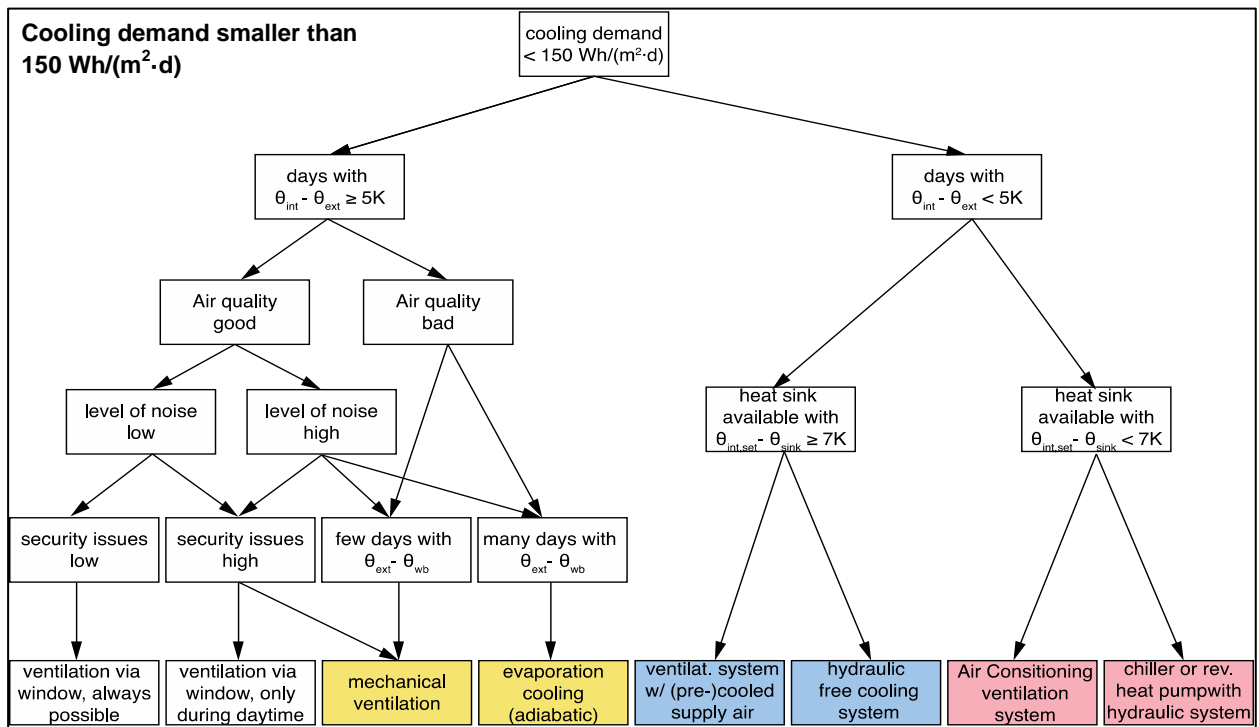 Cooling demand smaller than
150 Wh/(m²·d)
cooling demand
< 150 Wh/(m²·d)
days with
θint - θext ≥ 5K
days with
θint - θext < 5K
Air quality
good
Air quality
bad
level of noise
low
level of noise
high
heat sink
available with
θint,set - θsink ≥ 7K
heat sink
available with
θint,set - θsink < 7K
security issues
low
security issues
high
few days with
θext - θwb
many days with
θext - θwb
ventilation via
window, always
possible
ventilation via
window, only
during daytime
mechanical
ventilation
evaporation
cooling
(adiabatic)
ventilat. system
w/ (pre-)cooled
supply air
hydraulic
free cooling
system
Air Consitioning
ventilation
system
chiller or rev.
heat pumpwith
hydraulic system